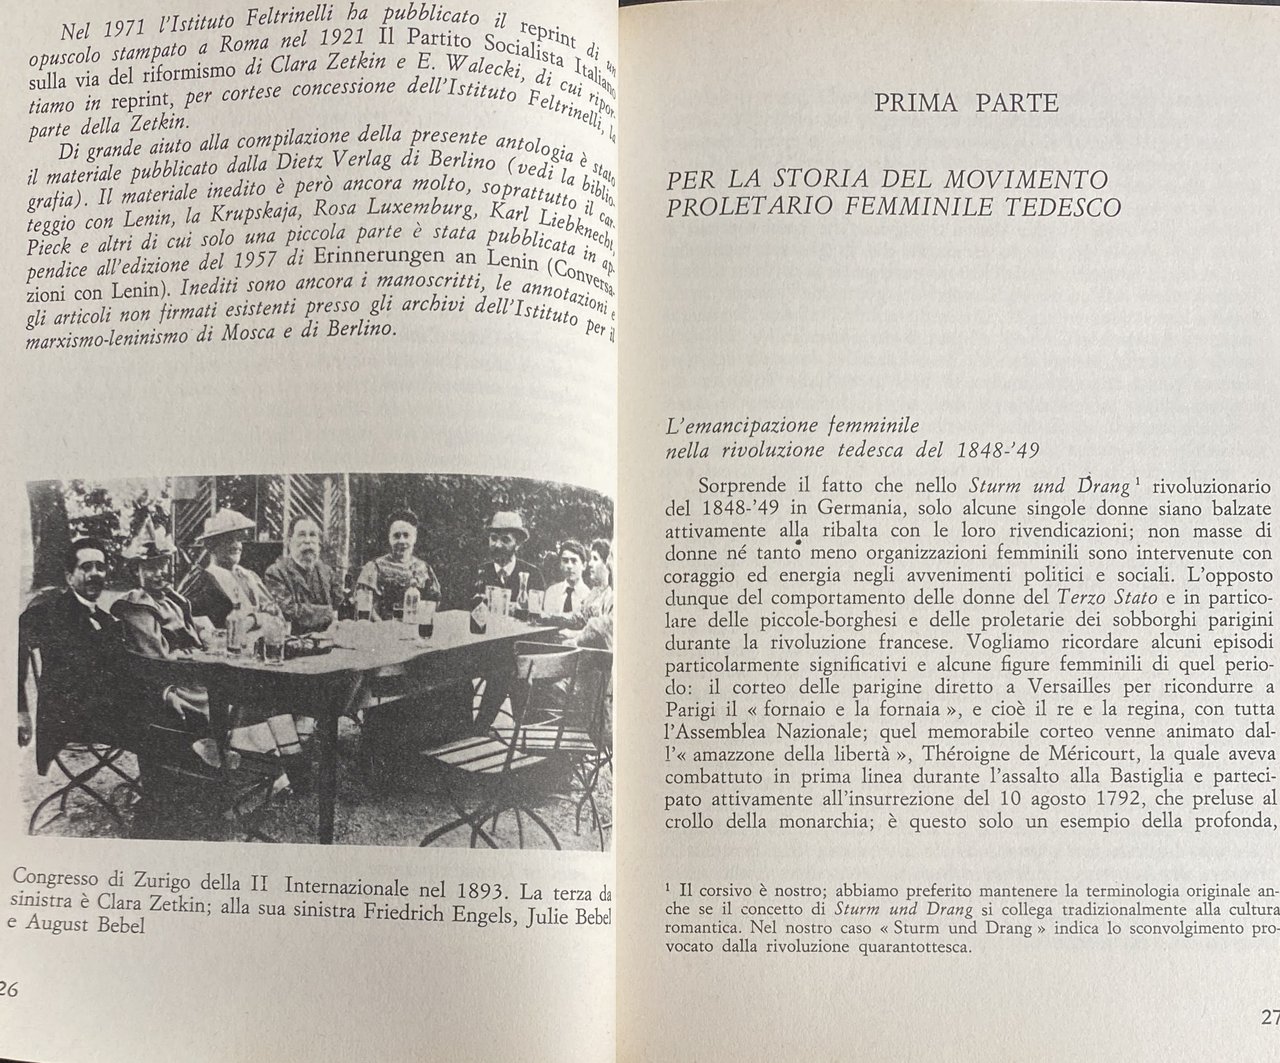 Nel 1971 l'Istituto Feltrinelli ha pubblicato il reprint di un
opuscolo stampato a Roma nel 1921 Il Partito Socialista Italiano
sulla via del riformismo di Clara Zetkin e E. Walecki, di cui ripor-
tiamo in reprint, per cortese concessione dell'Istituto Feltrinelli, la
parte della Zetkin.
Di grande aiuto alla compilazione della presente antologia è stato
il materiale pubblicato dalla Dietz Verlag di Berlino (vedi la biblio-
grafia). Il materiale inedito è però ancora molto, soprattutto il car-
teggio con Lenin, la Krupskaja, Rosa Luxemburg, Karl Liebknecht,
Pieck e altri di cui solo una piccola parte è stata pubblicata in ap-
pendice all'edizione del 1957 di Erinnerungen an Lenin (Conversa-
zioni con Lenin). Inediti sono ancora i manoscritti, le annotazioni e
gli articoli non firmati esistenti presso gli archivi dell'Istituto per il
marxismo-leninismo di Mosca e di Berlino.
Congresso di Zurigo della II Internazionale nel 1893. La terza da
sinistra è Clara Zetkin; alla sua sinistra Friedrich Engels, Julie Bebel
e August Bebel
26
PRIMA PARTE
PER LA STORIA DEL MOVIMENTO
PROLETARIO FEMMINILE TEDESCO
L'emancipazione femminile
nella rivoluzione tedesca del 1848-'49
Sorprende il fatto che nello Sturm und Drang¹ rivoluzionario
del 1848-'49 in Germania, solo alcune singole donne siano balzate
attivamente alla ribalta con le loro rivendicazioni; non masse di
donne né tanto meno organizzazioni femminili sono intervenute con
coraggio ed energia negli avvenimenti politici e sociali. L'opposto
dunque del comportamento delle donne del Terzo Stato e in partico-
lare delle piccole-borghesi e delle proletarie dei sobborghi parigini
durante la rivoluzione francese. Vogliamo ricordare alcuni episodi
particolarmente significativi e alcune figure femminili di quel perio-
do: il corteo delle parigine diretto a Versailles per ricondurre a
Parigi il « fornaio e la fornaia », e cioè il re e la regina, con tutta
l'Assemblea Nazionale; quel memorabile corteo venne animato dal-
l'« amazzone della libertà », Théroigne de Méricourt, la quale aveva
combattuto in prima linea durante l'assalto alla Bastiglia e parteci-
pato attivamente all'insurrezione del 10 agosto 1792, che preluse al
crollo della monarchia; è questo solo un esempio della profonda,
¹ Il corsivo è nostro; abbiamo preferito mantenere la terminologia originale an-
che se il concetto di Sturm und Drang si collega tradizionalmente alla cultura
romantica. Nel nostro caso « Sturm und Drang » indica lo sconvolgimento pro-
vocato dalla rivoluzione quarantottesca.
27